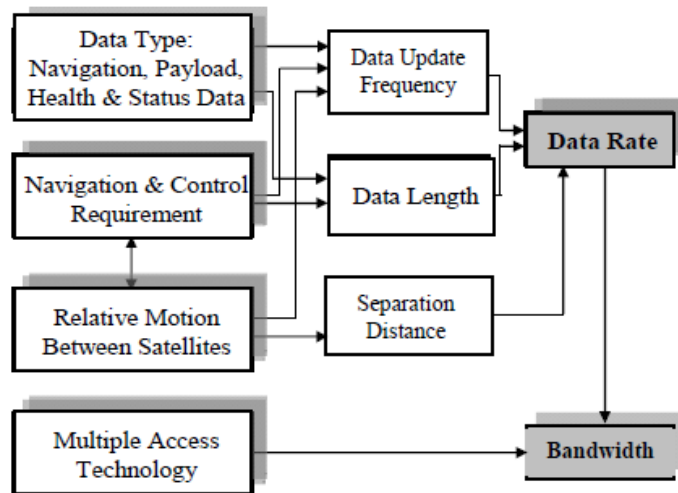 Data Type:
Navigation, Payload,
Health & Status Data
Data Update
Frequency
Data Rate
Navigation & Control
Requirement
Data Length
Relative Motion
Between Satellites
Separation
Distance
Multiple Access
Technology
Bandwidth